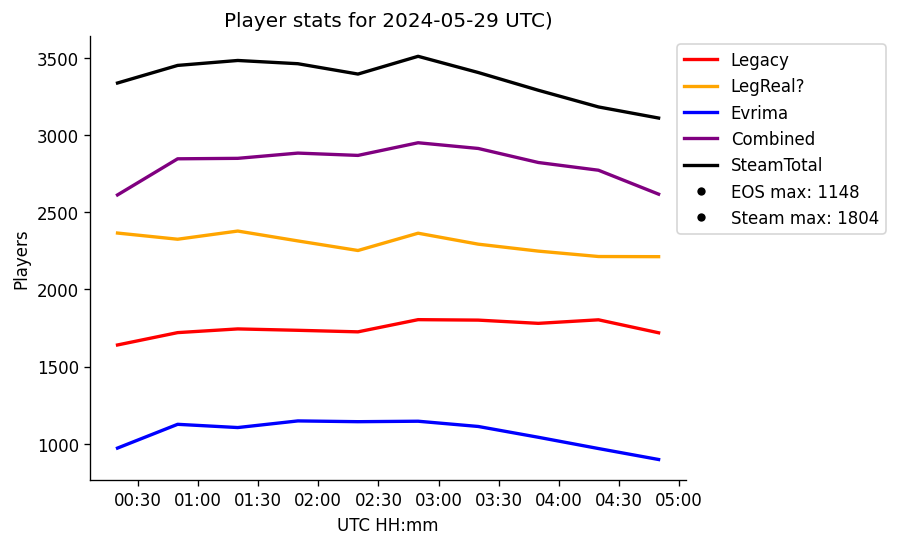 Player stats for 2024-05-29 UTC)
3500
3000
2500
2000
1500
1000
Players
00:30 01:00 01:30 02:00 02:30 03:00 03:30 04:00 04:30 05:00
UTC HH:mm
Legacy
LegReal?
Evrima
Combined
SteamTotal
EOS max: 1148
Steam max: 1804